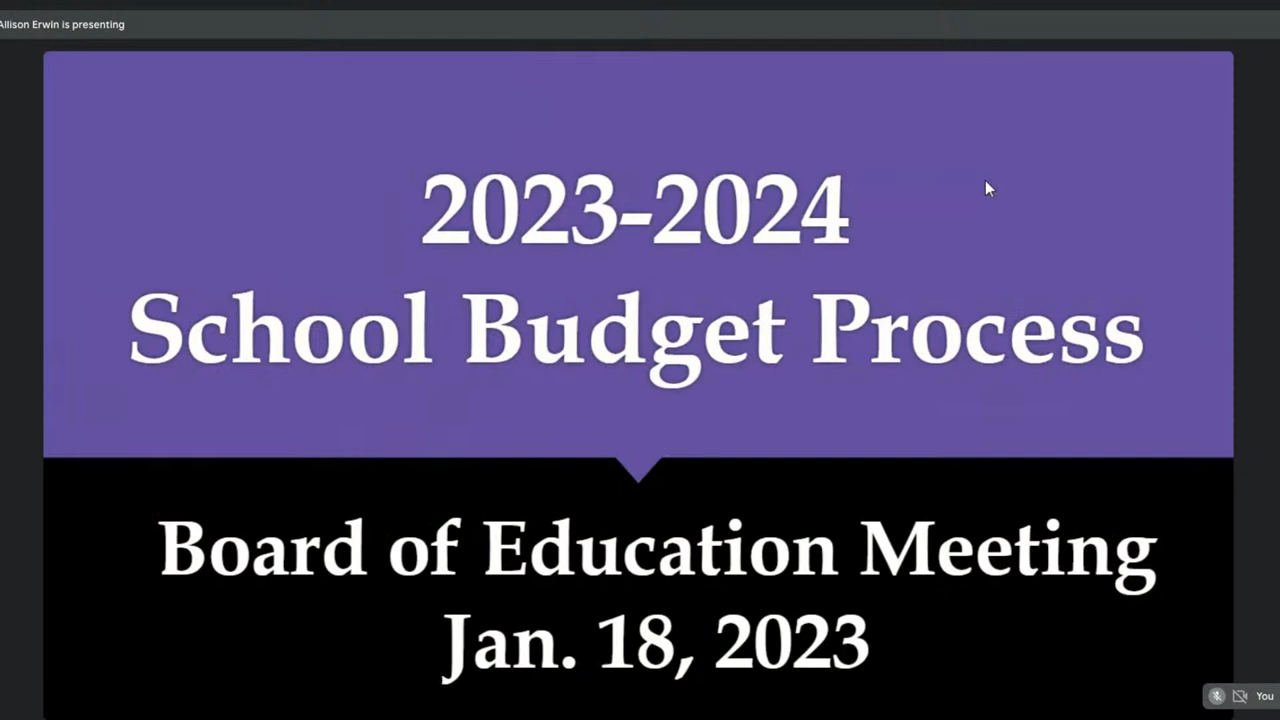 Allison Erwin is presenting
2023-2024
School Budget Process
Board of Education Meeting
Jan. 18, 2023
You